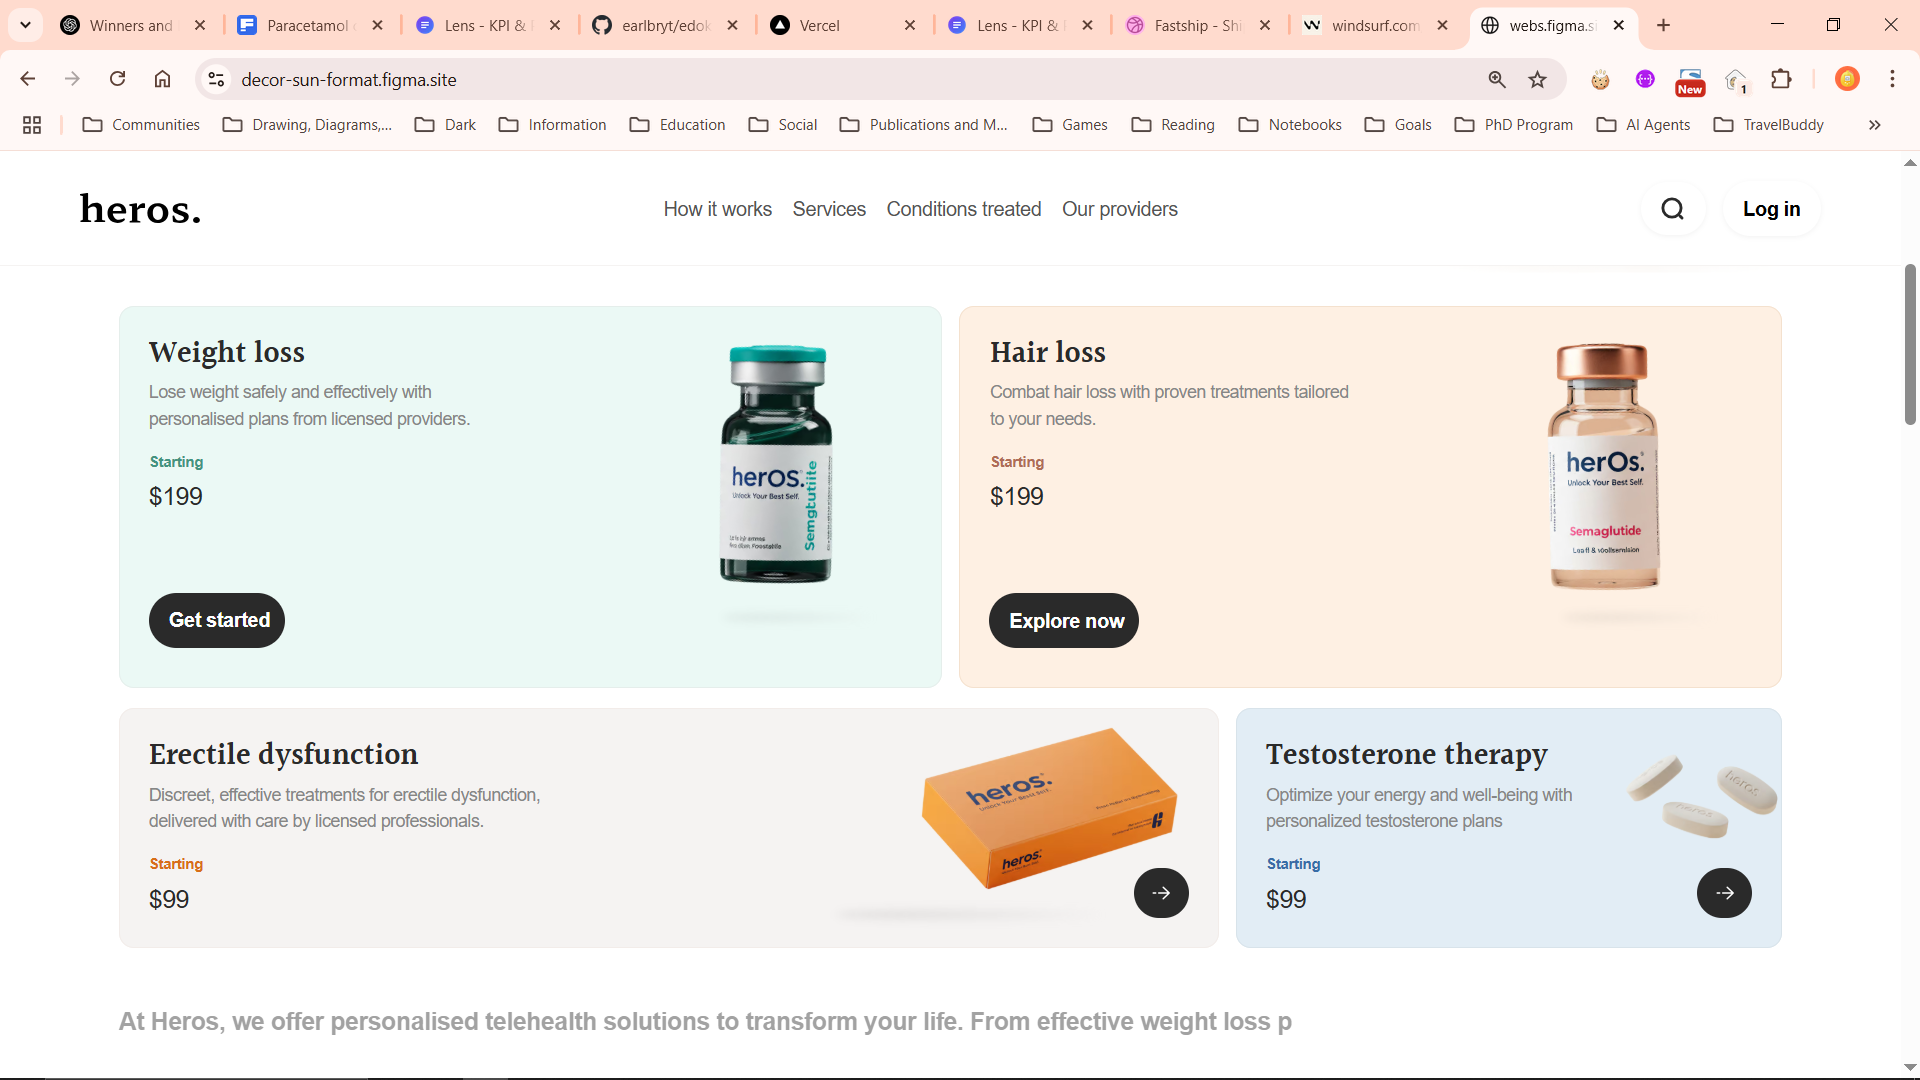 Winners and
Paracetamol
Lens - KPI &
earlbryt/edok
Vercel
Lens - KPI &
Fastship - Shi
windsurf.com
webs.figma.si
decor-sun-format.figma.site
New
1
Communities
Drawing, Diagrams,...
Dark
Information
Education
Social
Publications and M...
Games
Reading
Notebooks
Goals
PhD Program
AI Agents
TravelBuddy
heros.
How it works
Services
Conditions treated
Our providers
Log in
Weight loss
Lose weight safely and effectively with
personalised plans from licensed providers.
Starting
$199
Get started
herOS.
Unlock Your Best Self.
Semgtutiite
Hair loss
Combat hair loss with proven treatments tailored
to your needs.
Starting
$199
Explore now
herOs.
Unlock Your Best Self.
Semaglutide
Erectile dysfunction
Discreet, effective treatments for erectile dysfunction,
delivered with care by licensed professionals.
Starting
$99
heros.
heros.
Testosterone therapy
Optimize your energy and well-being with
personalized testosterone plans
Starting
$99
heros.
heros.
At Heros, we offer personalised telehealth solutions to transform your life. From effective weight loss p